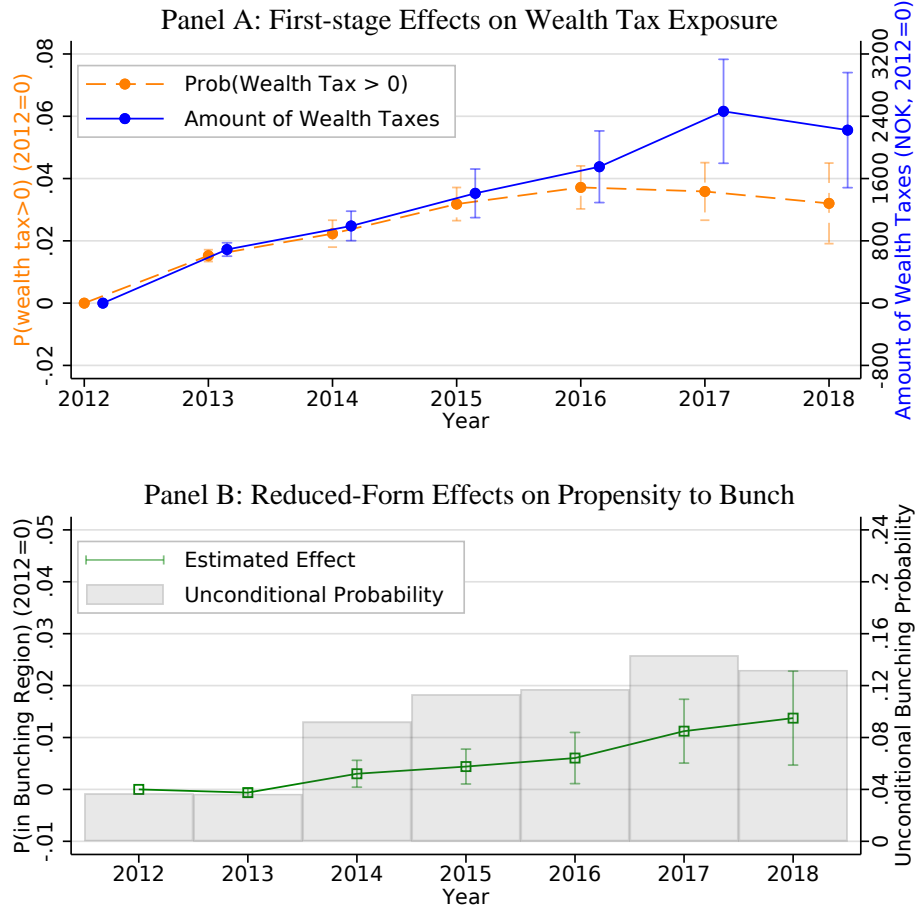 Panel A: First-stage Effects on Wealth Tax Exposure
P(wealth tax>0) (2012=0)
.08
.06
.04
.02
0
-.02
Prob(Wealth Tax > 0)
Amount of Wealth Taxes
3200
2400
1600
800
0
-800
Amount of Wealth Taxes (NOK, 2012=0)
2012 2013 2014 2015 2016 2017 2018
Year
Panel B: Reduced-Form Effects on Propensity to Bunch
P(in Bunching Region) (2012=0)
.05
.04
.03
.02
.01
0
-.01
Estimated Effect
Unconditional Probability
.24
.2
.16
.12
.08
.04
0
Unconditional Bunching Probability
2012 2013 2014 2015 2016 2017 2018
Year